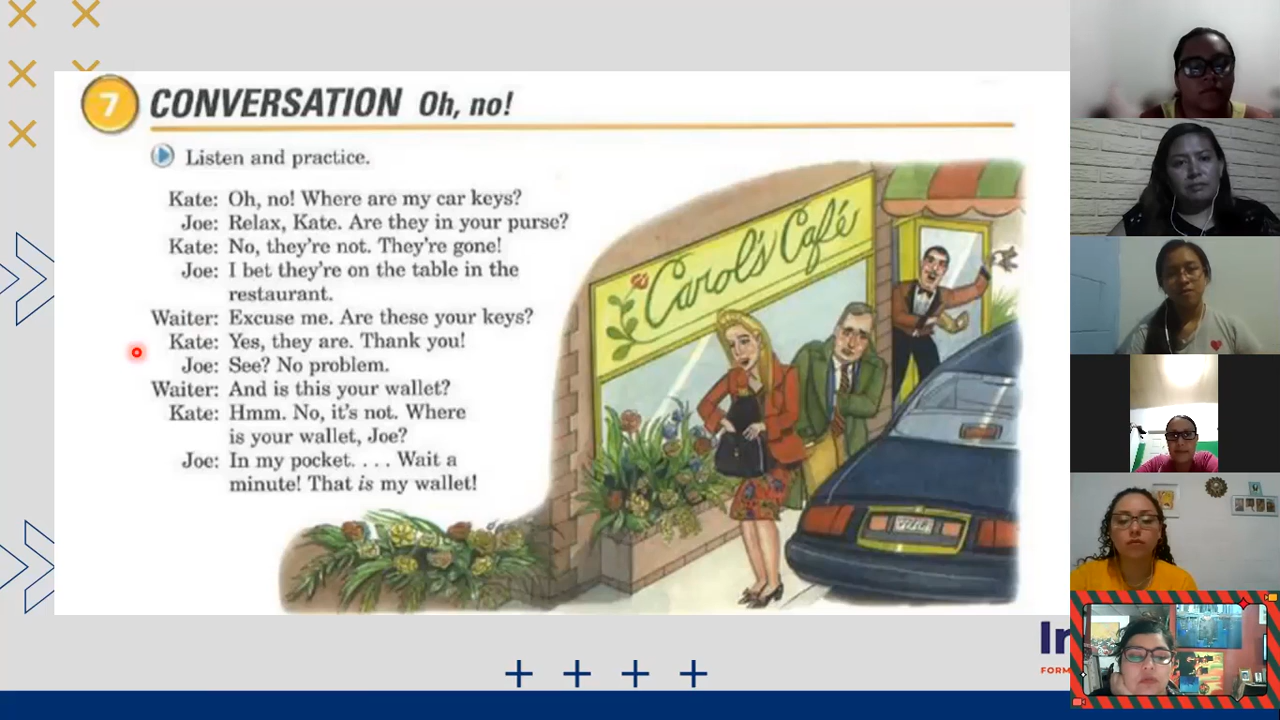 7 CONVERSATION Oh, no!
Listen and practice.
Kate: Oh, no! Where are my car keys?
Joe: Relax, Kate. Are they in your purse?
Kate: No, they're not. They're gone!
Joe: I bet they're on the table in the
restaurant.
Waiter: Excuse me. Are these your keys?
Kate: Yes, they are. Thank you!
Joe: See? No problem.
Waiter: And is this your wallet?
Kate: Hmm. No, it's not. Where
is your wallet, Joe?
Joe: In my pocket. . . . Wait a
minute! That is my wallet!
Carol's Café
In
FORM